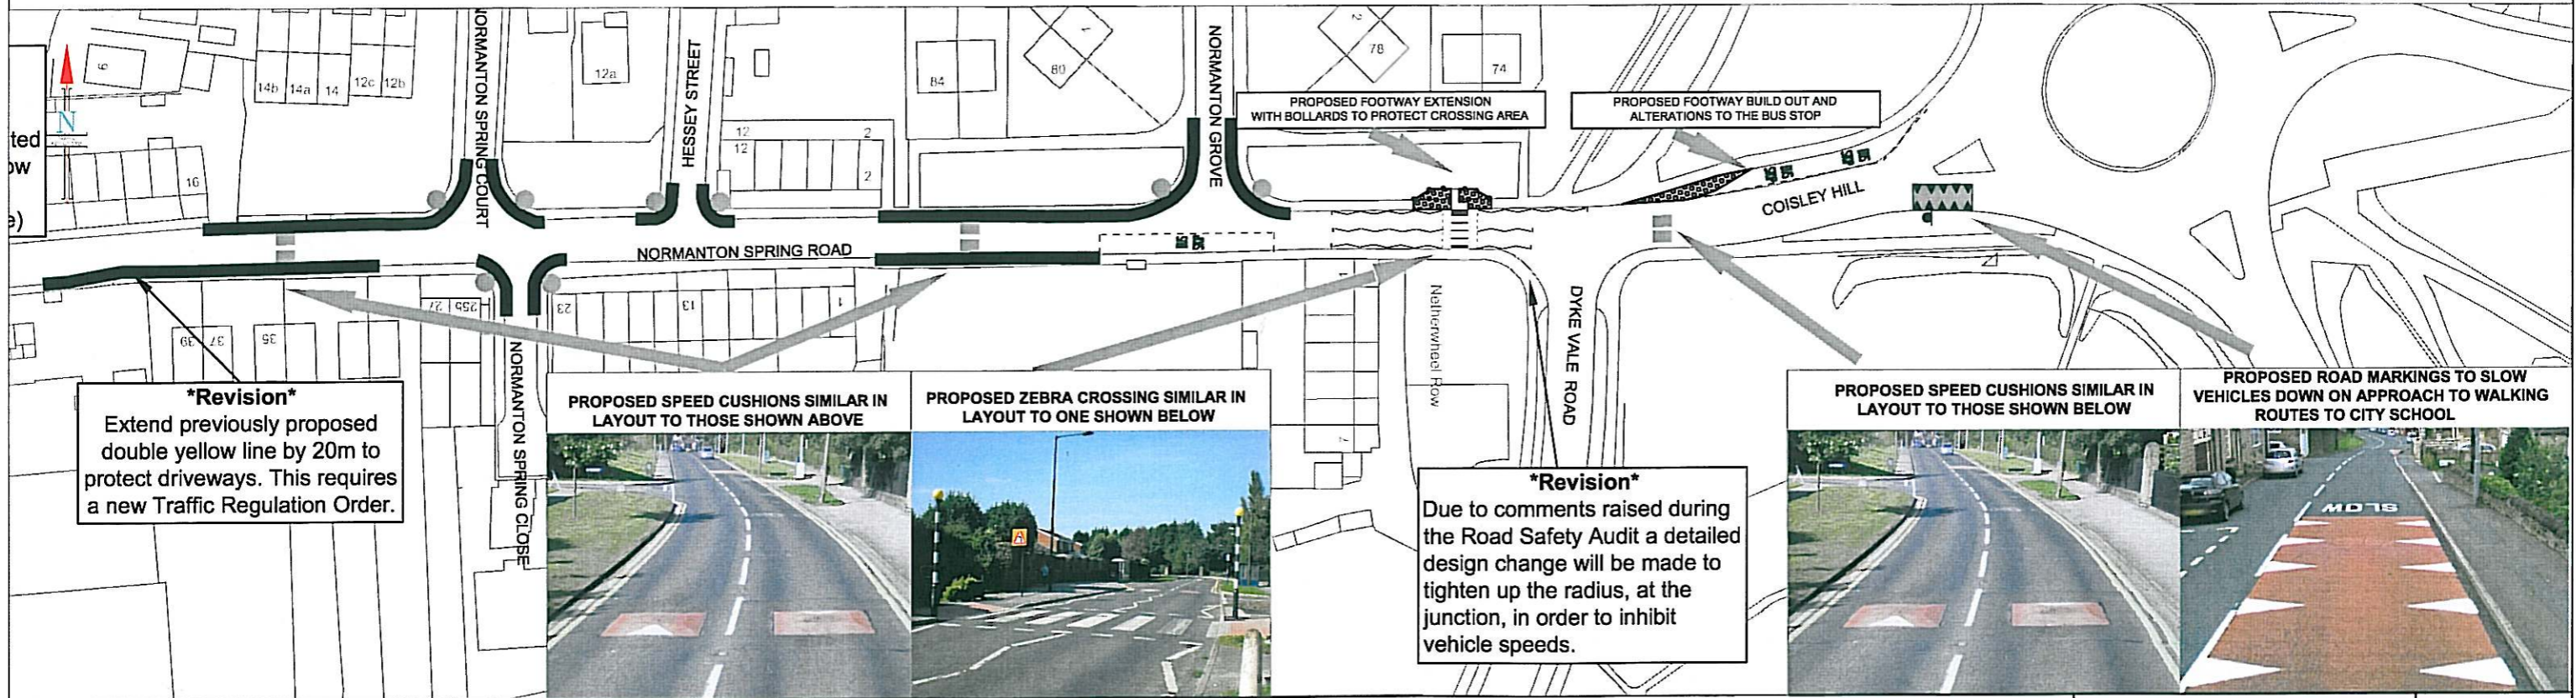 NORMANTON SPRING COURT
HESSEY STREET
NORMANTON GROVE
14b 14a 14 12c 12b
12a
84
80
78
74
N
PROPOSED FOOTWAY EXTENSION
WITH BOLLARDS TO PROTECT CROSSING AREA
PROPOSED FOOTWAY BUILD OUT AND
ALTERATIONS TO THE BUS STOP
ted
ow
e)
16
12 2
12
2
COISLEY HILL
NORMANTON SPRING ROAD
39 37 35
27 255 23
13
1
NORMANTON SPRING CLOSE
Netherwheel Row
DYKE VALE ROAD
*Revision*
Extend previously proposed
double yellow line by 20m to
protect driveways. This requires
a new Traffic Regulation Order.
PROPOSED SPEED CUSHIONS SIMILAR IN
LAYOUT TO THOSE SHOWN ABOVE
PROPOSED ZEBRA CROSSING SIMILAR IN
LAYOUT TO ONE SHOWN BELOW
*Revision*
Due to comments raised during
the Road Safety Audit a detailed
design change will be made to
tighten up the radius, at the
junction, in order to inhibit
vehicle speeds.
PROPOSED SPEED CUSHIONS SIMILAR IN
LAYOUT TO THOSE SHOWN BELOW
PROPOSED ROAD MARKINGS TO SLOW
VEHICLES DOWN ON APPROACH TO WALKING
ROUTES TO CITY SCHOOL
SLOW